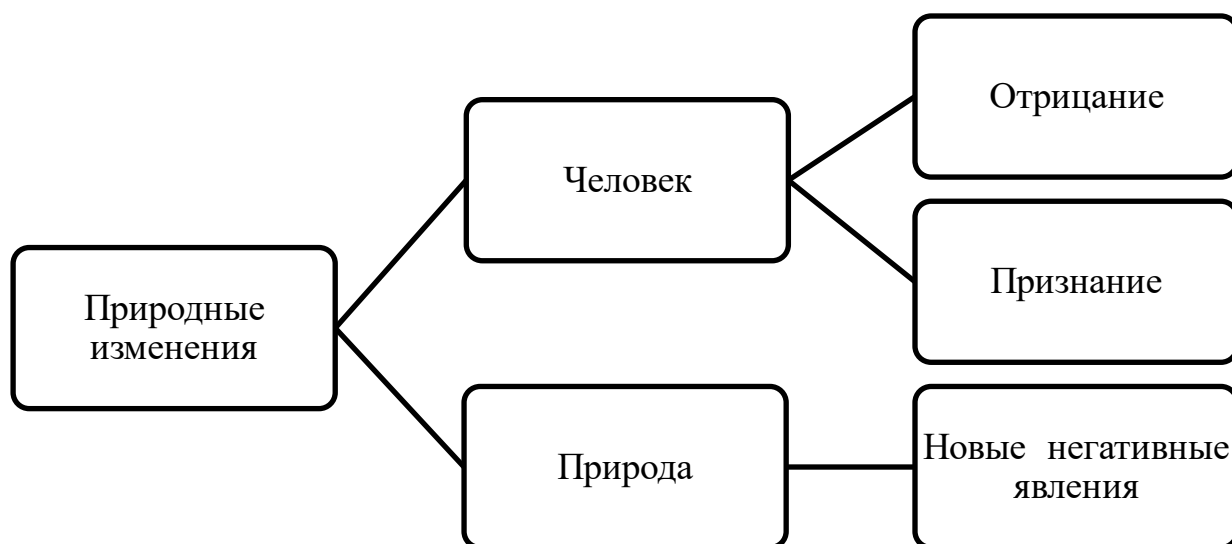 Отрицание
Человек
Признание
Природные
изменения
Природа
Новые негативные
явления